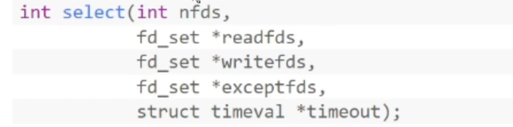 int select(int nfds,
fd_set *readfds,
fd_set *writefds,
fd_set *exceptfds,
struct timeval *timeout);